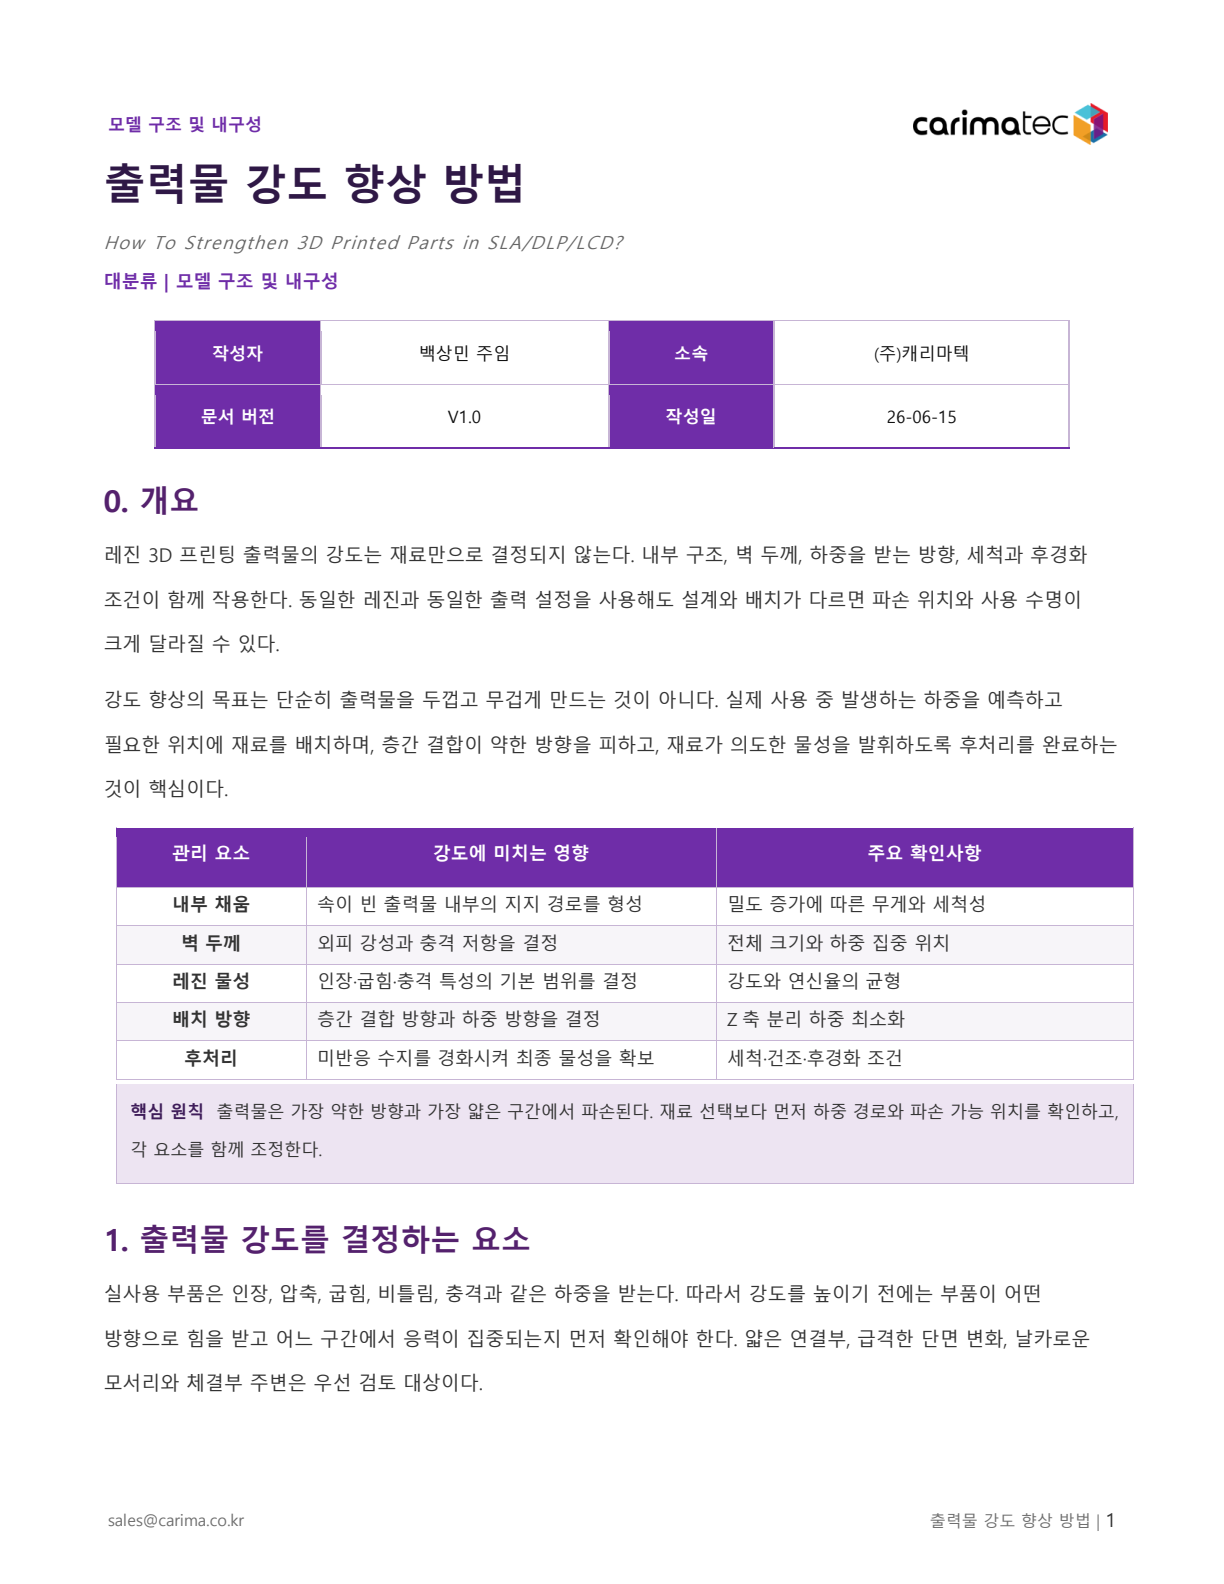 모델 구조 및 내구성
carimatec
출력물 강도 향상 방법
How To Strengthen 3D Printed Parts in SLA/DLP/LCD?
대분류 | 모델 구조 및 내구성
작성자 백상민 주임 소속 (주)캐리마텍
문서 버전 V1.0 작성일 26-06-15
0. 개요
레진 3D 프린팅 출력물의 강도는 재료만으로 결정되지 않는다. 내부 구조, 벽 두께, 하중을 받는 방향, 세척과 후경화
조건이 함께 작용한다. 동일한 레진과 동일한 출력 설정을 사용해도 설계와 배치가 다르면 파손 위치와 사용 수명이
크게 달라질 수 있다.
강도 향상의 목표는 단순히 출력물을 두껍고 무겁게 만드는 것이 아니다. 실제 사용 중 발생하는 하중을 예측하고
필요한 위치에 재료를 배치하며, 층간 결합이 약한 방향을 피하고, 재료가 의도한 물성을 발휘하도록 후처리를 완료하는
것이 핵심이다.
관리 요소 강도에 미치는 영향 주요 확인사항
내부 채움 속이 빈 출력물 내부의 지지 경로를 형성 밀도 증가에 따른 무게와 세척성
벽 두께 외피 강성과 충격 저항을 결정 전체 크기와 하중 집중 위치
레진 물성 인장·굽힘·충격 특성의 기본 범위를 결정 강도와 연신율의 균형
배치 방향 층간 결합 방향과 하중 방향을 결정 Z 축 분리 하중 최소화
후처리 미반응 수지를 경화시켜 최종 물성을 확보 세척·건조·후경화 조건
핵심 원칙 출력물은 가장 약한 방향과 가장 얇은 구간에서 파손된다. 재료 선택보다 먼저 하중 경로와 파손 가능 위치를 확인하고,
각 요소를 함께 조정한다.
1. 출력물 강도를 결정하는 요소
실사용 부품은 인장, 압축, 굽힘, 비틀림, 충격과 같은 하중을 받는다. 따라서 강도를 높이기 전에는 부품이 어떤
방향으로 힘을 받고 어느 구간에서 응력이 집중되는지 먼저 확인해야 한다. 얇은 연결부, 급격한 단면 변화, 날카로운
모서리와 체결부 주변은 우선 검토 대상이다.
sales@carima.co.kr 출력물 강도 향상 방법 | 1